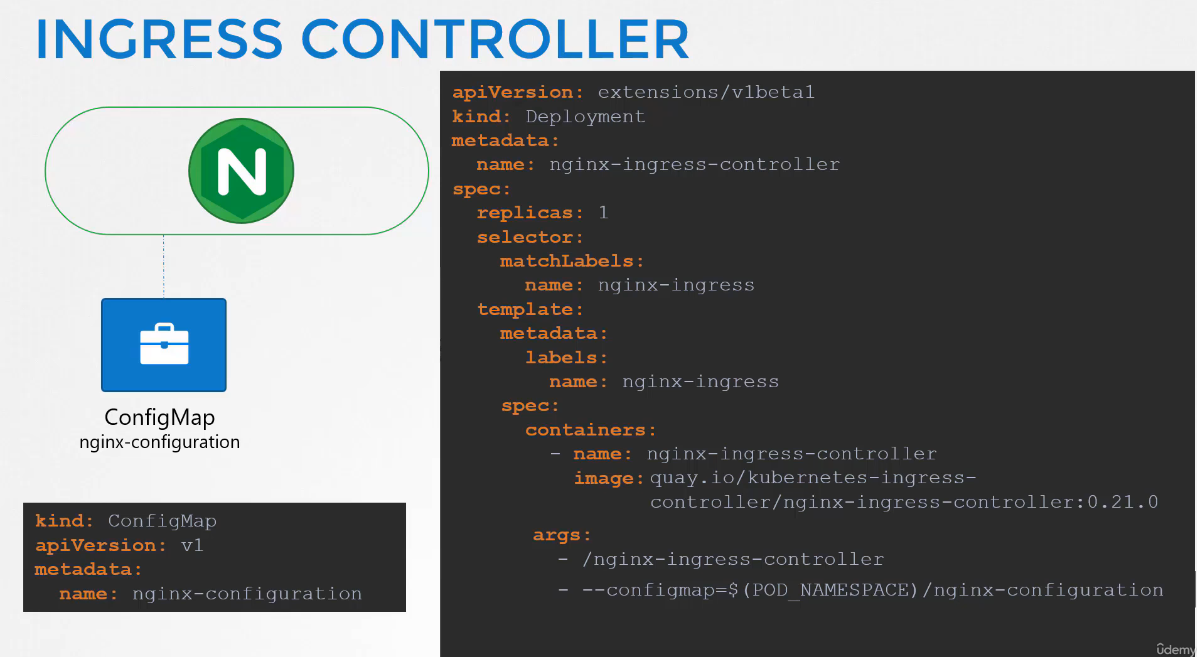 INGRESS CONTROLLER
N
ConfigMap
nginx-configuration
kind: ConfigMap
apiVersion: v1
metadata:
  name: nginx-configuration
apiVersion: extensions/v1beta1
kind: Deployment
metadata:
  name: nginx-ingress-controller
spec:
  replicas: 1
  selector:
    matchLabels:
      name: nginx-ingress
  template:
    metadata:
      labels:
        name: nginx-ingress
    spec:
      containers:
        - name: nginx-ingress-controller
          image: quay.io/kubernetes-ingress-
          controller/nginx-ingress-controller:0.21.0
      args:
        - /nginx-ingress-controller
        - --configmap=$(POD_NAMESPACE)/nginx-configuration
ûdemy